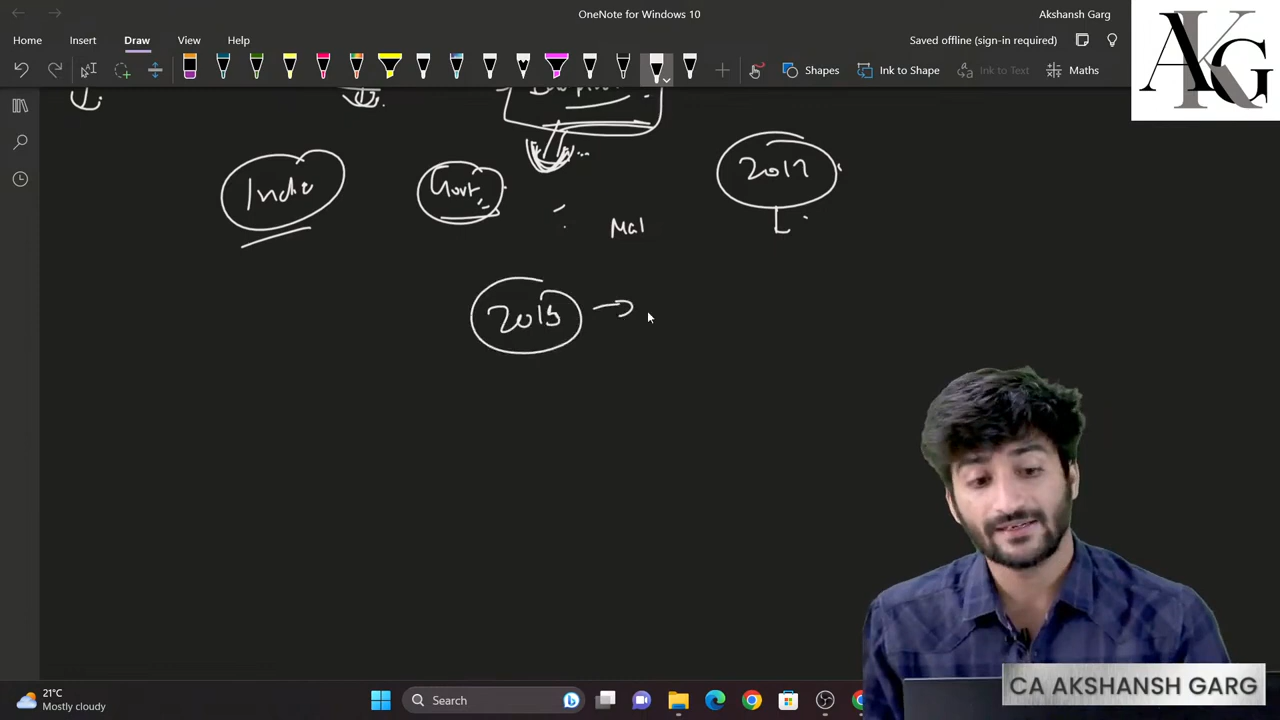 OneNote for Windows 10
Akshansh Garg
Home Insert Draw View Help
Saved offline (sign-in required)
Shapes Ink to Shape Ink to Text Maths
AKG
India Govt 2017
Mal
2015
21°C
Mostly cloudy
Search
CA AKSHANSH GARG